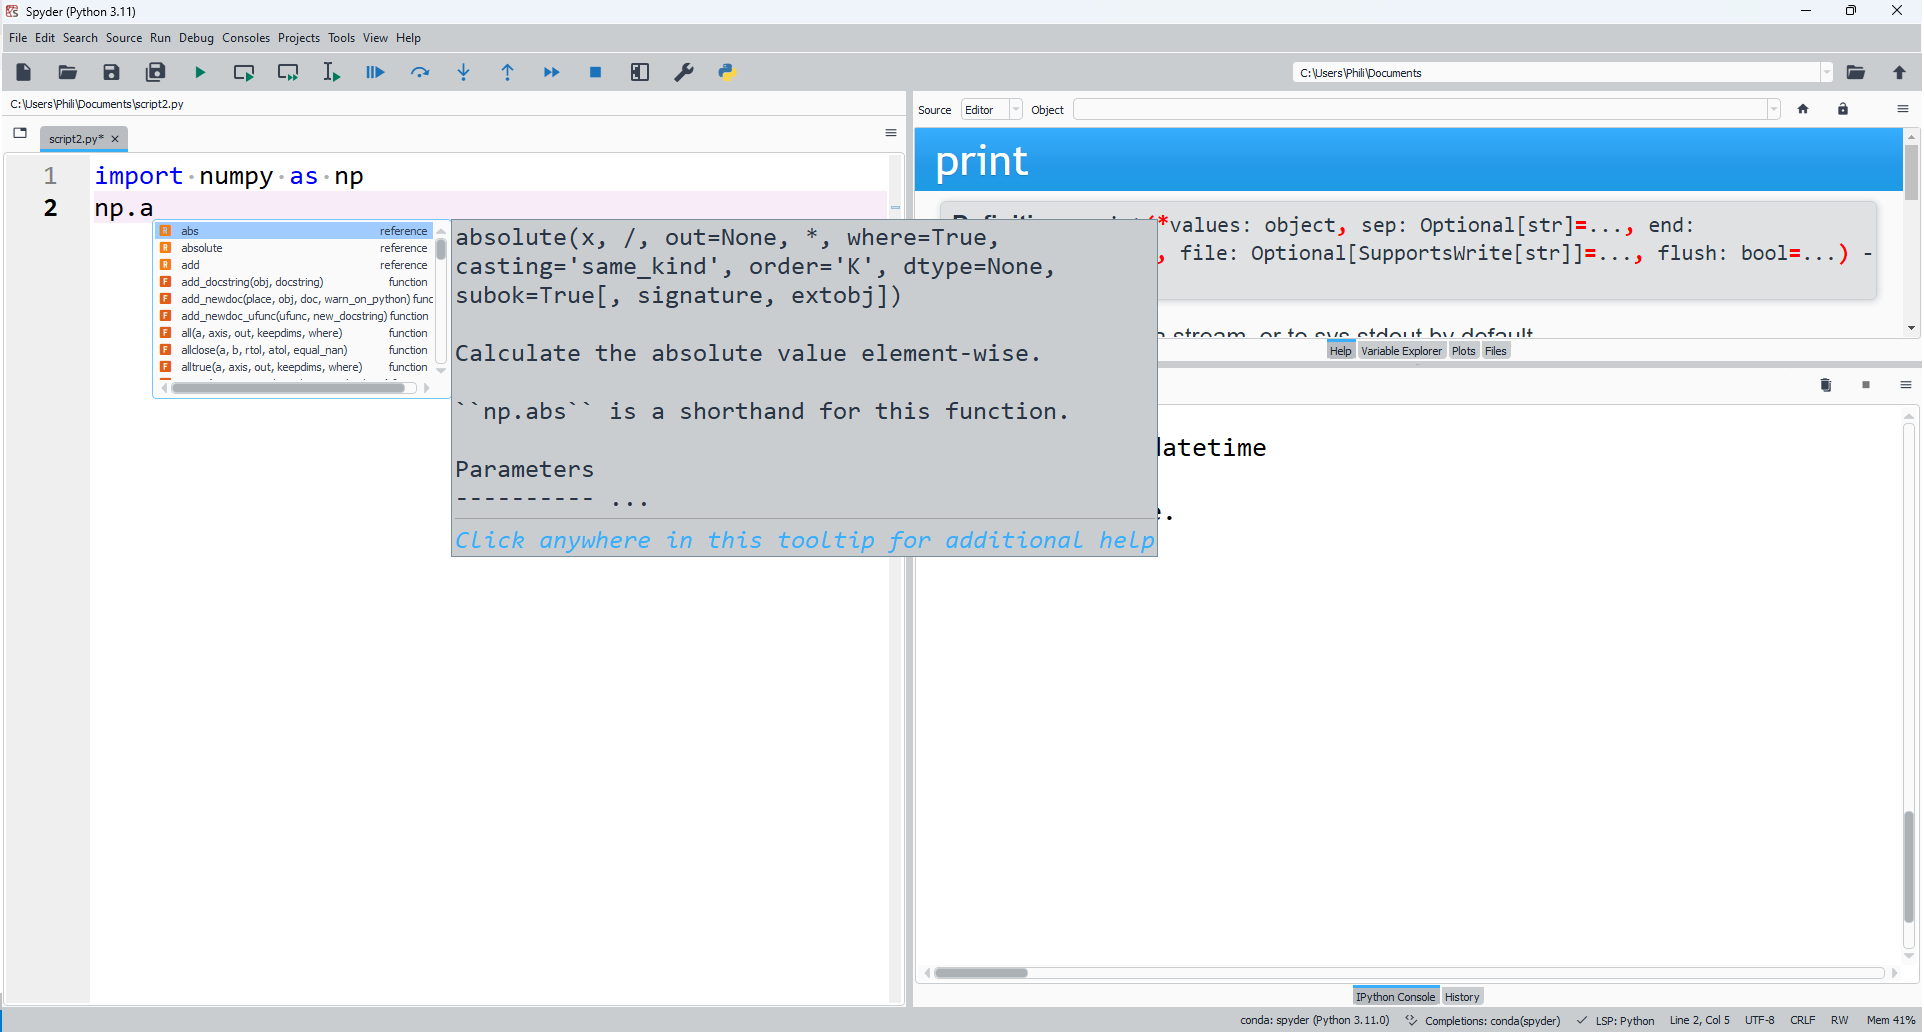 Spyder (Python 3.11)
File Edit Search Source Run Debug Consoles Projects Tools View Help
C:\Users\Phili\Documents
C:\Users\Phili\Documents\script2.py
Source Editor Object
script2.py*
print
1 import numpy as np
2 np.a
*values: object, sep: Optional[str]=..., end:
, file: Optional[SupportsWrite[str]]=..., flush: bool=...) -
stream, or to sys.stdout by default.
abs reference
absolute reference
add reference
add_docstring(obj, docstring) function
add_newdoc(place, obj, doc, warn_on_python) func
add_newdoc_ufunc(ufunc, new_docstring) function
all(a, axis, out, keepdims, where) function
allclose(a, b, rtol, atol, equal_nan) function
alltrue(a, axis, out, keepdims, where) function
absolute(x, /, out=None, *, where=True,
casting='same_kind', order='K', dtype=None,
subok=True[, signature, extobj])
Calculate the absolute value element-wise.
``np.abs`` is a shorthand for this function.
Parameters
---------- ...
Click anywhere in this tooltip for additional help
Help Variable Explorer Plots Files
datetime
e.
IPython Console History
conda: spyder (Python 3.11.0) Completions: conda(spyder) LSP: Python Line 2, Col 5 UTF-8 CRLF RW Mem 41%